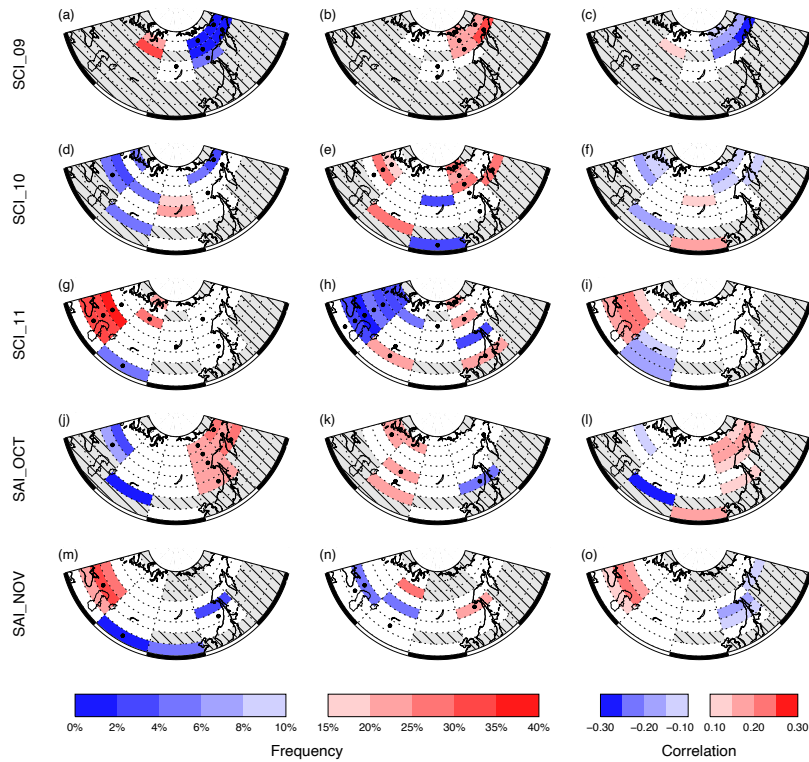 (a) (b) (c)
SCI_09
(d) (e) (f)
SCI_10
(g) (h) (i)
SCI_11
(j) (k) (l)
SAI_OCT
(m) (n) (o)
SAI_NOV
0% 2% 4% 6% 8% 10% 15% 20% 25% 30% 35% 40% −0.30 −0.20 −0.10 0.10 0.20 0.30
Frequency Correlation